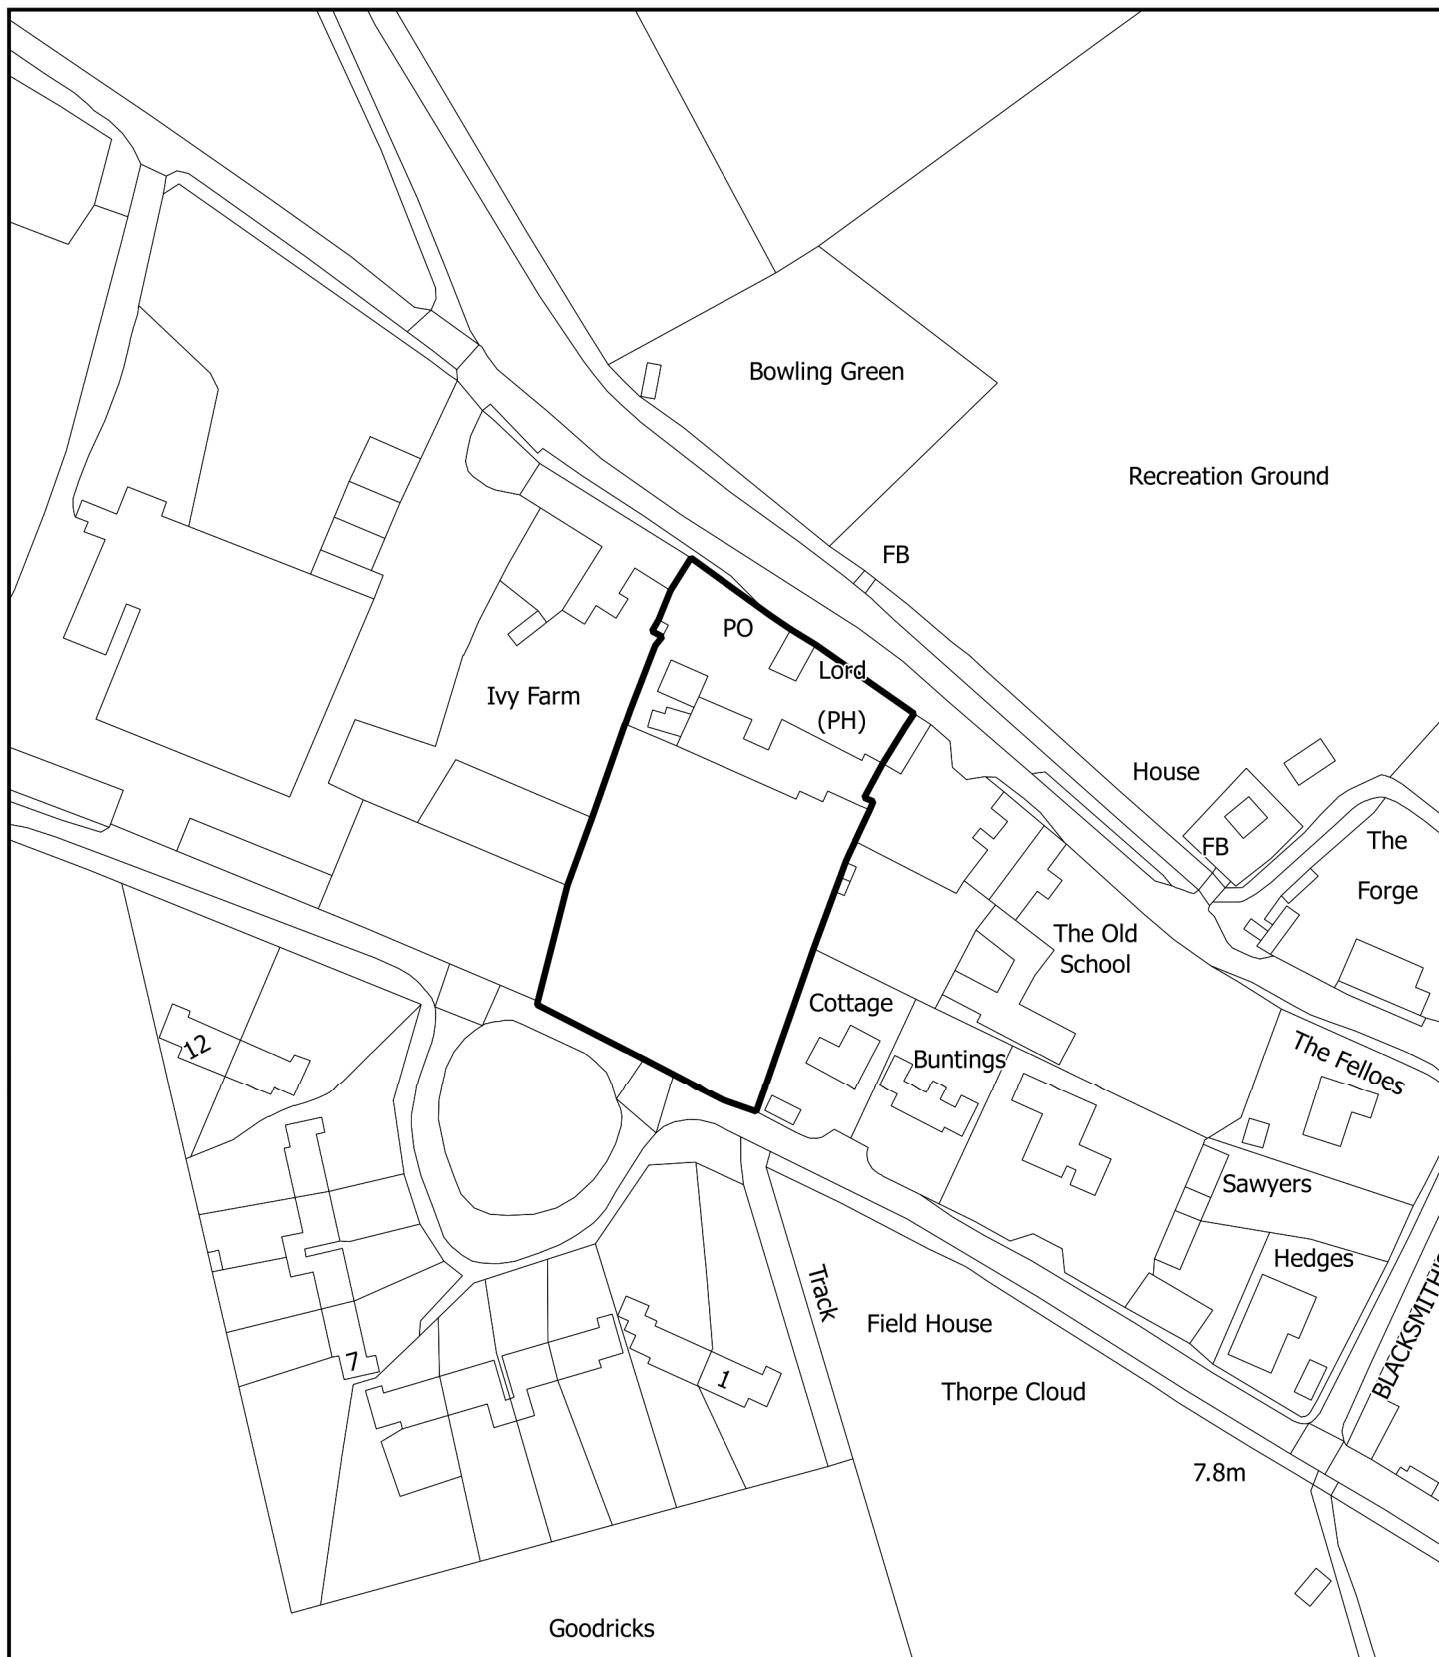 Bowling Green
Recreation Ground
FB
PO
Lord
(PH)
Ivy Farm
House
FB
The
Forge
The Old
School
Cottage
Buntings
The Felloes
12
Sawyers
Hedges
Track
Field House
BLACKSMITH'S
7
1
Thorpe Cloud
7.8m
Goodricks